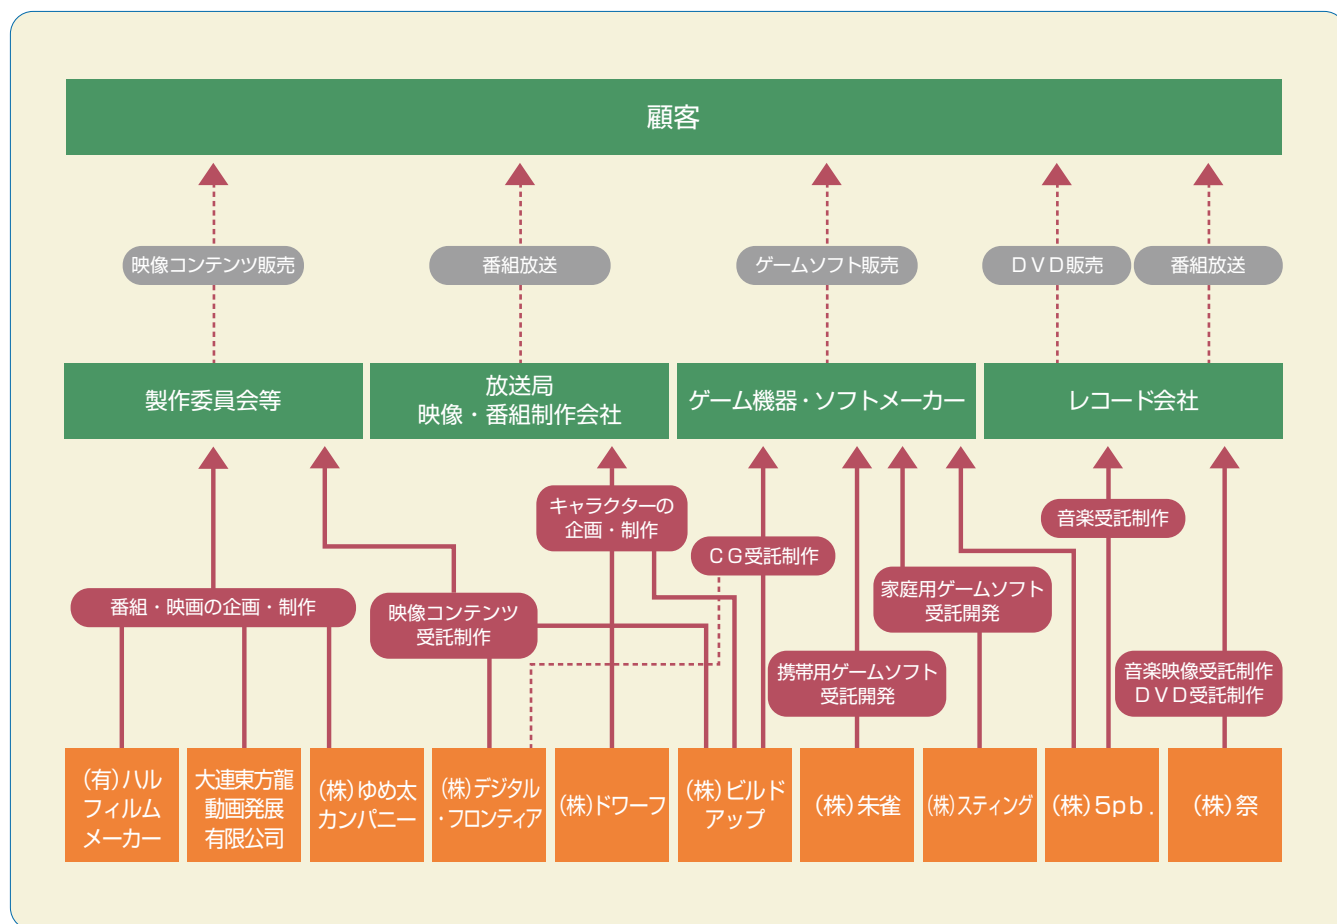 顧客
映像コンテンツ販売
番組放送
ゲームソフト販売
ＤＶＤ販売
番組放送
製作委員会等
放送局
映像・番組制作会社
ゲーム機器・ソフトメーカー
レコード会社
キャラクターの
企画・制作
音楽受託制作
ＣＧ受託制作
番組・映画の企画・制作
映像コンテンツ
受託制作
家庭用ゲームソフト
受託開発
携帯用ゲームソフト
受託開発
音楽映像受託制作
ＤＶＤ受託制作
(有)ハル
フィルム
メーカー
大連東方龍
動画発展
有限公司
(株)ゆめ太
カンパニー
(株)デジタル
・フロンティア
(株)ドワーフ
(株)ビルド
アップ
(株)朱雀
(株)スティング
(株)5pb.
(株)祭